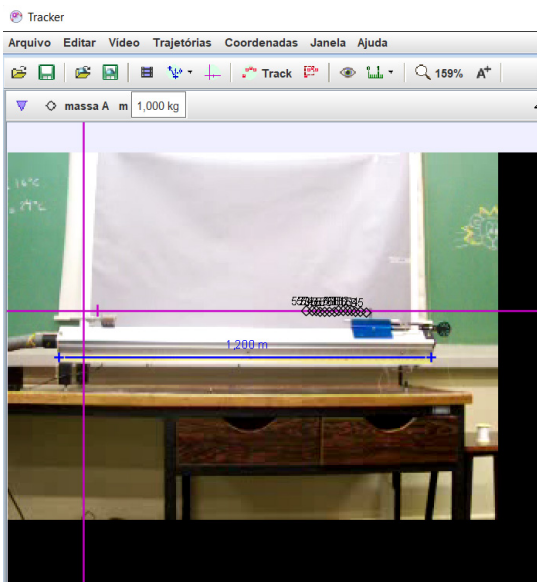 Tracker
Arquivo Editar Vídeo Trajetórias Coordenadas Janela Ajuda
Track 159% A+
massa A m 1,000 kg
1,200 m